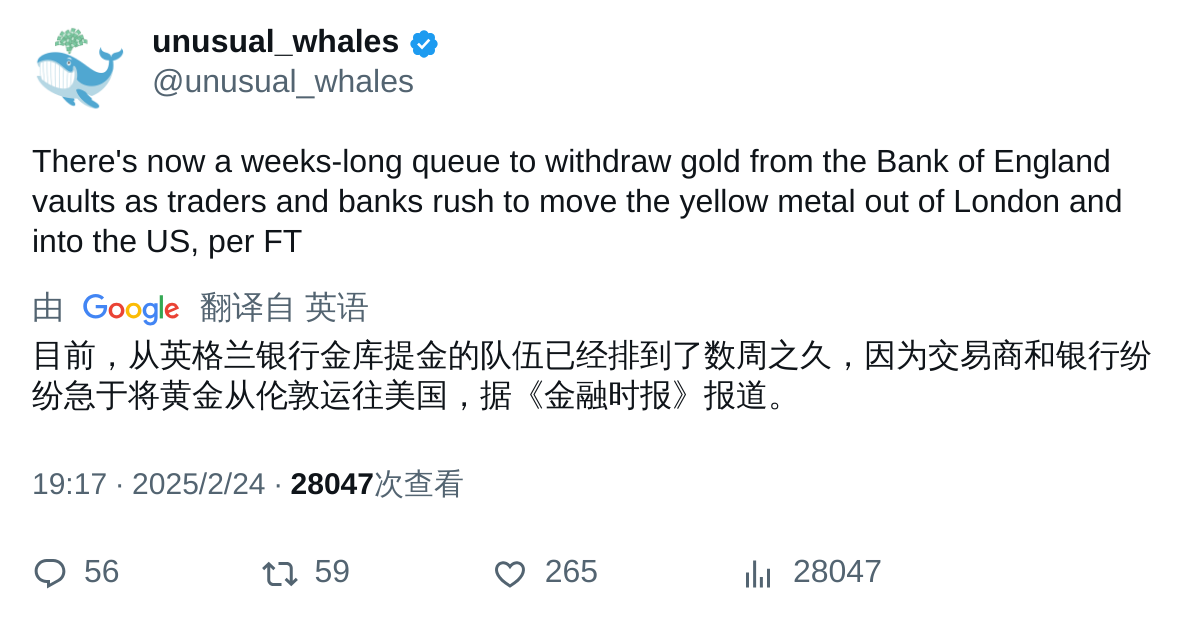 unusual_whales
@unusual_whales
There's now a weeks-long queue to withdraw gold from the Bank of England
vaults as traders and banks rush to move the yellow metal out of London and
into the US, per FT
由 Google 翻译自 英语
目前，从英格兰银行金库提金的队伍已经排到了数周之久，因为交易商和银行纷
纷急于将黄金从伦敦运往美国，据《金融时报》报道。
19:17 · 2025/2/24 · 28047次查看
56 59 265 28047